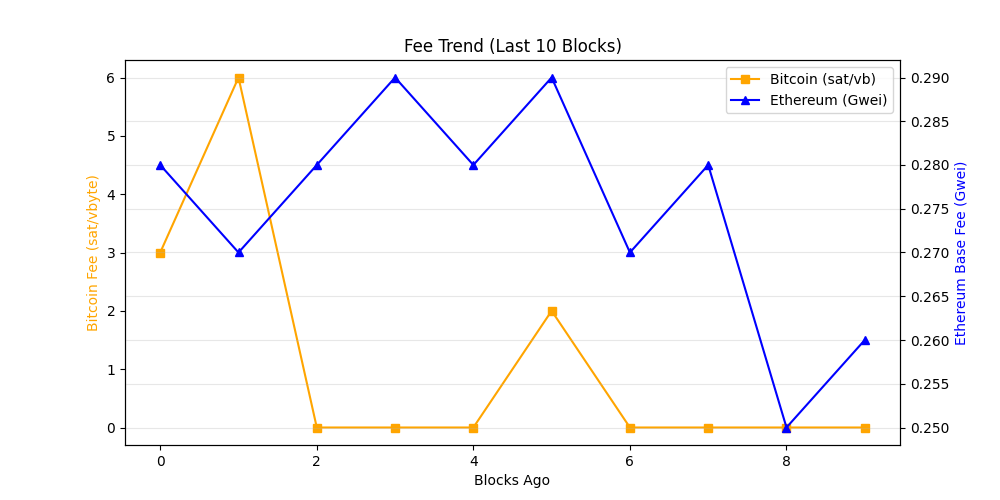 Fee Trend (Last 10 Blocks)
Bitcoin (sat/vb)
Ethereum (Gwei)
Bitcoin Fee (sat/vbyte)
6
5
4
3
2
1
0
0.290
0.285
0.280
0.275
0.270
0.265
0.260
0.255
0.250
Ethereum Base Fee (Gwei)
0 2 4 6 8
Blocks Ago